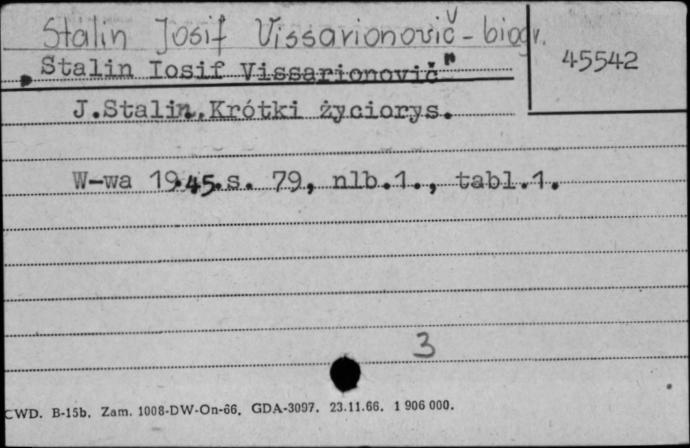 Stalin Josif Vissarionovič - biogr.
45542
„Stalin Iosif Vissarionovič"
J.Stalin.Krótki życiorys.
W-wa 1945.s. 79, nlb.1., tabl.1.
3
CWD. B-15b. Zam. 1008-DW-On-66. GDA-3097. 23.11.66. 1 906 000.